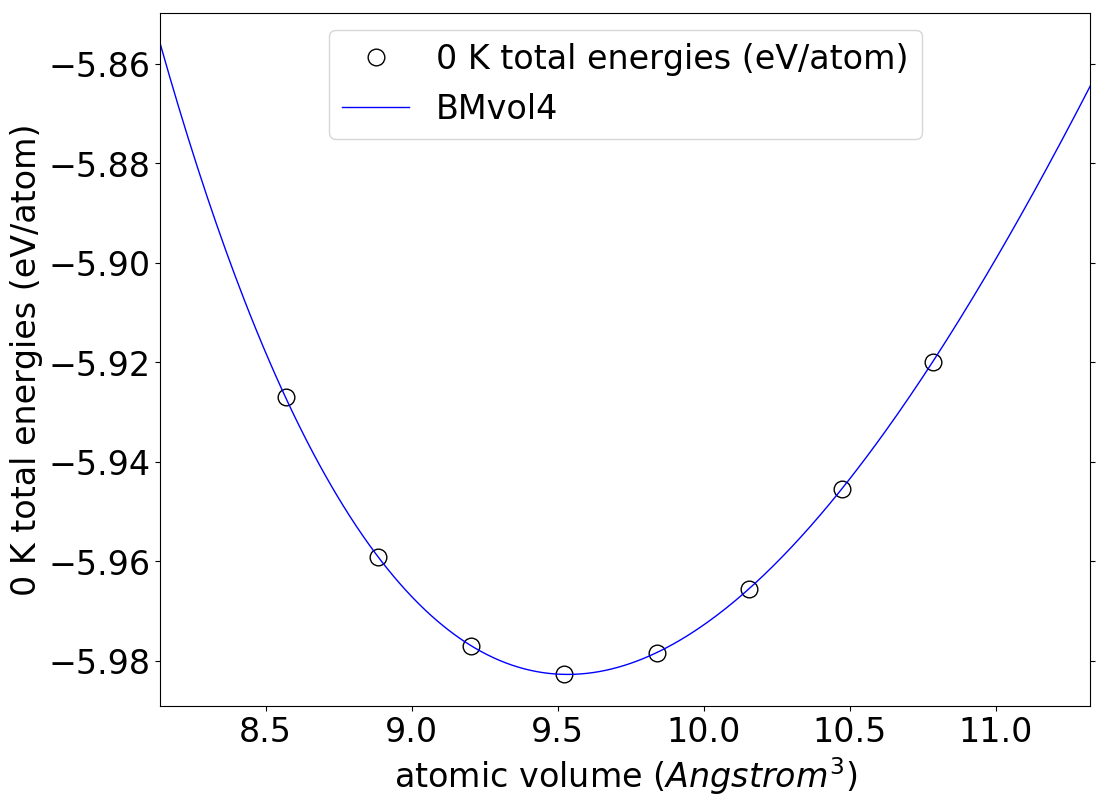 0 K total energies (eV/atom)
BMvol4
0 K total energies (eV/atom)
−5.86
−5.88
−5.90
−5.92
−5.94
−5.96
−5.98
8.5 9.0 9.5 10.0 10.5 11.0
atomic volume (Angstrom³)